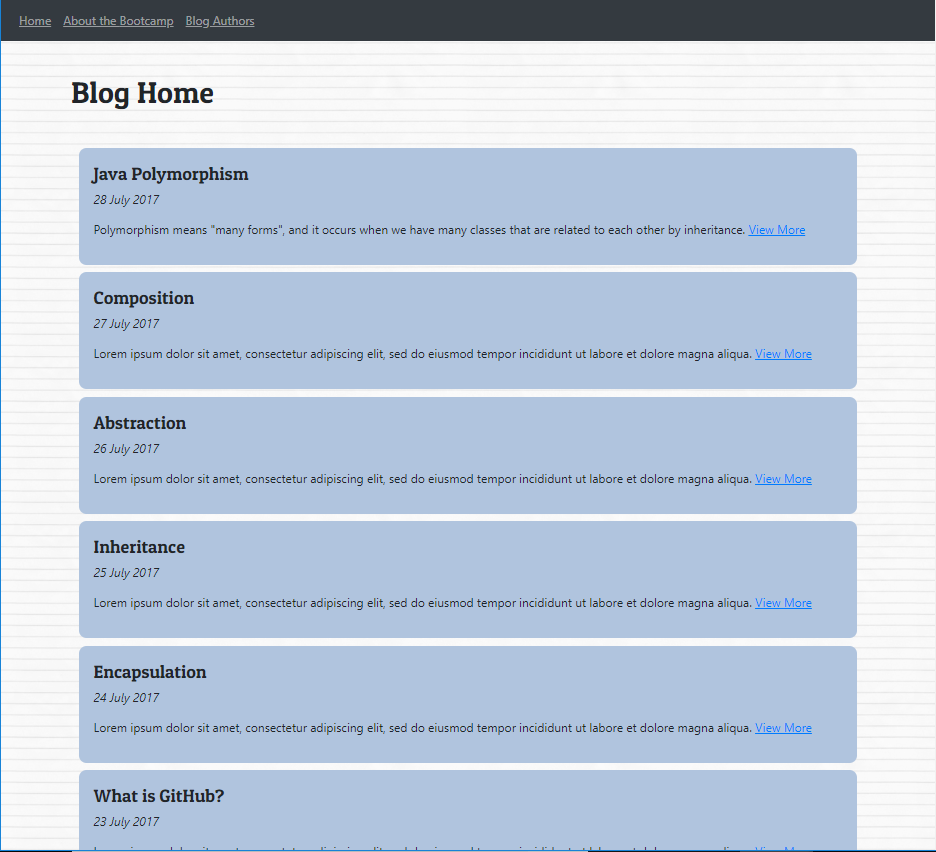 Home About the Bootcamp Blog Authors
Blog Home
Java Polymorphism
28 July 2017
Polymorphism means "many forms", and it occurs when we have many classes that are related to each other by inheritance. View More
Composition
27 July 2017
Lorem ipsum dolor sit amet, consectetur adipiscing elit, sed do eiusmod tempor incididunt ut labore et dolore magna aliqua. View More
Abstraction
26 July 2017
Lorem ipsum dolor sit amet, consectetur adipiscing elit, sed do eiusmod tempor incididunt ut labore et dolore magna aliqua. View More
Inheritance
25 July 2017
Lorem ipsum dolor sit amet, consectetur adipiscing elit, sed do eiusmod tempor incididunt ut labore et dolore magna aliqua. View More
Encapsulation
24 July 2017
Lorem ipsum dolor sit amet, consectetur adipiscing elit, sed do eiusmod tempor incididunt ut labore et dolore magna aliqua. View More
What is GitHub?
23 July 2017